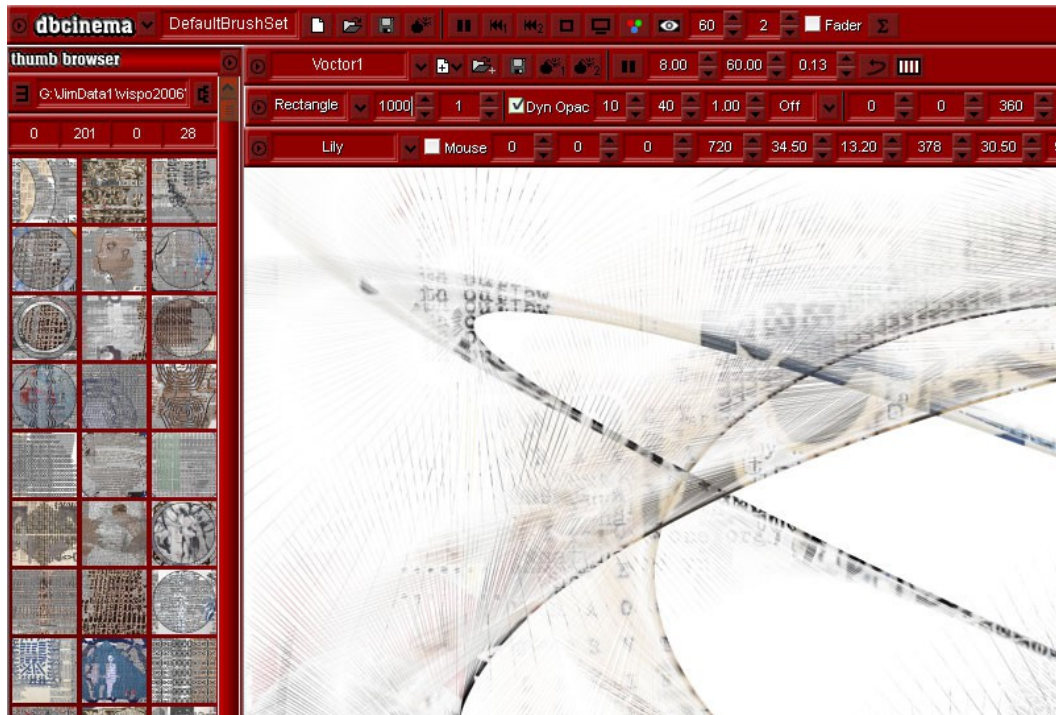 dbcinema DefaultBrushSet 60 2 Fader Σ
thumb browser
Voctor1 8.00 60.00 0.13
G:\JimData1\vispo2006\
Rectangle 1000 1 Dyn Opac 10 40 1.00 Off 0 0 360
0 201 0 28
Lily Mouse 0 0 0 720 34.50 13.20 378 30.50